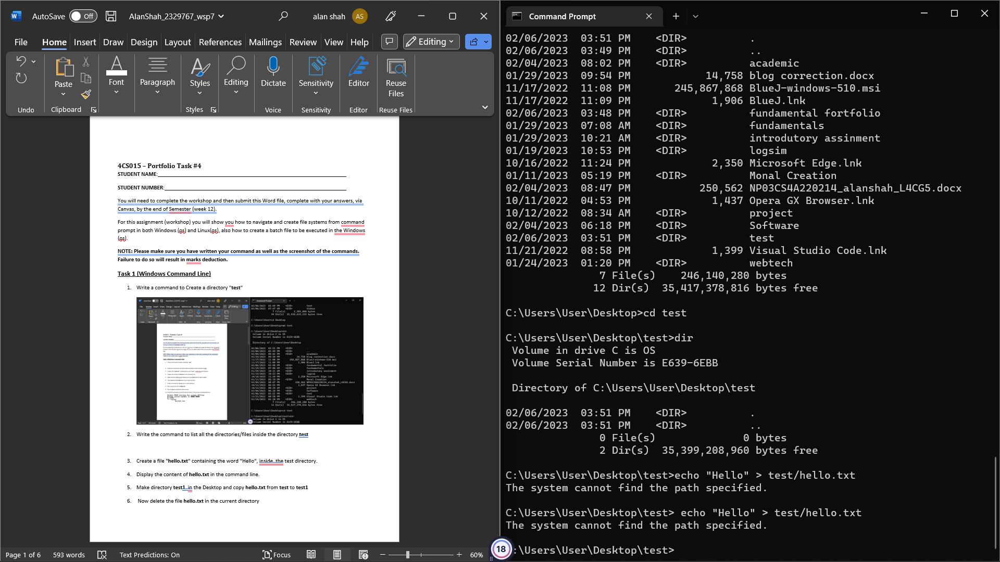 AutoSave Off AlanShah_2329767_wsp7 alan shah AS
File Home Insert Draw Design Layout References Mailings Review View Help Editing
Paste Font Paragraph Styles Editing Dictate Sensitivity Editor Reuse Files
Undo Clipboard Styles Voice Sensitivity Editor Reuse Files
4CS015 – Portfolio Task #4
STUDENT NAME:
STUDENT NUMBER:
You will need to complete the workshop and then submit this Word file, complete with your answers, via
Canvas, by the end of Semester (week 12).
For this assignment (workshop) you will show you how to navigate and create file systems from command
prompt in both Windows (os) and Linux(os), also how to create a batch file to be executed in the Windows
(os).
NOTE: Please make sure you have written your command as well as the screenshot of the commands.
Failure to do so will result in marks deduction.
Task 1 (Windows Command Line)
1. Write a command to Create a directory "test"
2. Write the command to list all the directories/files inside the directory test
3. Create a file "hello.txt" containing the word "Hello", inside the test directory.
4. Display the content of hello.txt in the command line.
5. Make directory test1 in the Desktop and copy hello.txt from test to test1
6. Now delete the file hello.txt in the current directory
Page 1 of 6 593 words Text Predictions: On Focus 60%
Command Prompt
02/06/2023 03:51 PM <DIR> .
02/06/2023 03:49 PM <DIR> ..
02/04/2023 08:02 PM <DIR> academic
01/29/2023 09:54 PM 14,758 blog correction.docx
11/17/2022 11:08 PM 245,867,868 BlueJ-windows-510.msi
11/17/2022 11:09 PM 1,906 BlueJ.lnk
02/06/2023 03:48 PM <DIR> fundamental fortfolio
01/29/2023 07:08 AM <DIR> fundamentals
01/29/2023 10:21 AM <DIR> introdutory assinment
01/19/2023 10:53 PM <DIR> logsim
10/16/2022 11:24 PM 2,350 Microsoft Edge.lnk
01/11/2023 05:19 PM <DIR> Monal Creation
02/04/2023 08:47 PM 250,562 NP03CS4A220214_alanshah_L4CG5.docx
10/11/2022 04:53 PM 1,437 Opera GX Browser.lnk
10/12/2022 08:34 AM <DIR> project
02/04/2023 06:18 PM <DIR> Software
02/06/2023 03:51 PM <DIR> test
11/21/2022 08:58 PM 1,399 Visual Studio Code.lnk
01/24/2023 01:20 PM <DIR> webtech
7 File(s) 246,140,280 bytes
12 Dir(s) 35,417,378,816 bytes free
C:\Users\User\Desktop>cd test
C:\Users\User\Desktop\test>dir
Volume in drive C is OS
Volume Serial Number is E639-6EBB
Directory of C:\Users\User\Desktop\test
02/06/2023 03:51 PM <DIR> .
02/06/2023 03:51 PM <DIR> ..
0 File(s) 0 bytes
2 Dir(s) 35,399,208,960 bytes free
C:\Users\User\Desktop\test>echo "Hello" > test/hello.txt
The system cannot find the path specified.
C:\Users\User\Desktop\test> echo "Hello" > test/hello.txt
The system cannot find the path specified.
18 :\Users\User\Desktop\test>